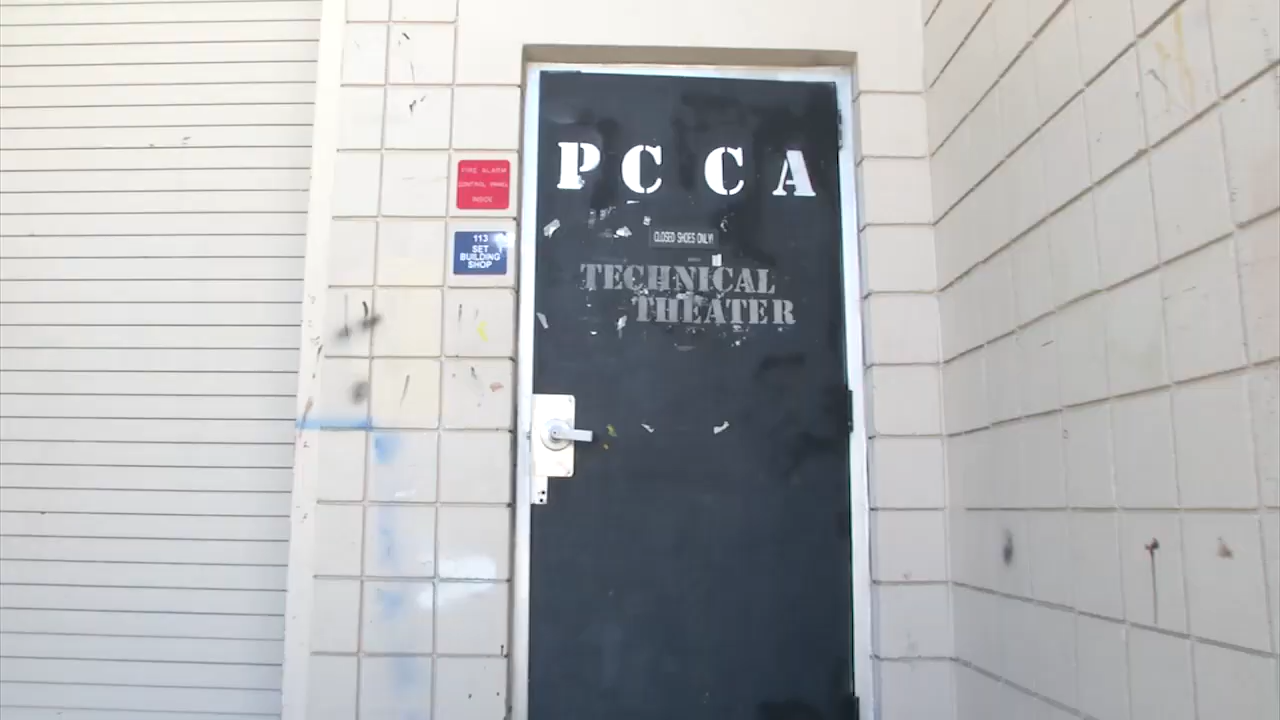 PCCA
FIRE ALARM
CONTROL PANEL
INSIDE
113
SET
BUILDING
SHOP
CLOSED SHOES ONLY!
TECHNICAL
THEATER